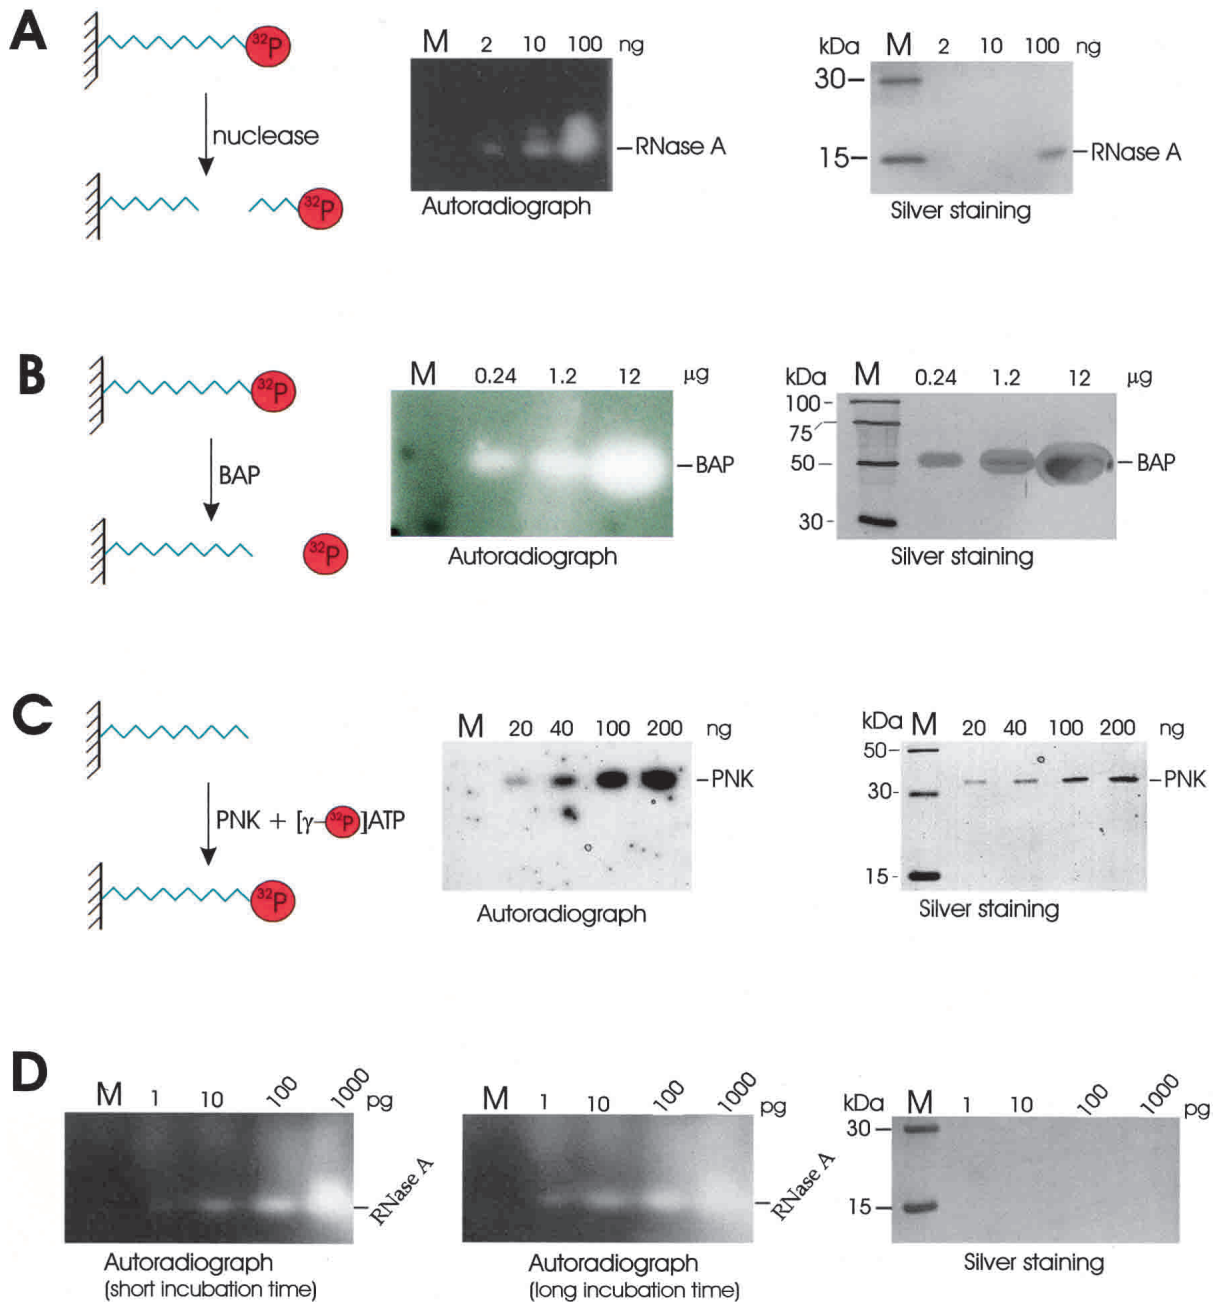 A
32P
nuclease
32P
M 2 10 100 ng
RNase A
Autoradiograph
kDa M 2 10 100 ng
30
15
RNase A
Silver staining
B
32P
BAP
32P
M 0.24 1.2 12 μg
BAP
Autoradiograph
kDa M 0.24 1.2 12 μg
100
75
50
30
BAP
Silver staining
C
PNK + [γ-32P]ATP
32P
M 20 40 100 200 ng
PNK
Autoradiograph
kDa M 20 40 100 200 ng
50
30
15
PNK
Silver staining
D
M 1 10 100 1000 pg
RNase A
Autoradiograph
(short incubation time)
M 1 10 100 1000 pg
RNase A
Autoradiograph
(long incubation time)
kDa M 1 10 100 1000 pg
30
15
Silver staining